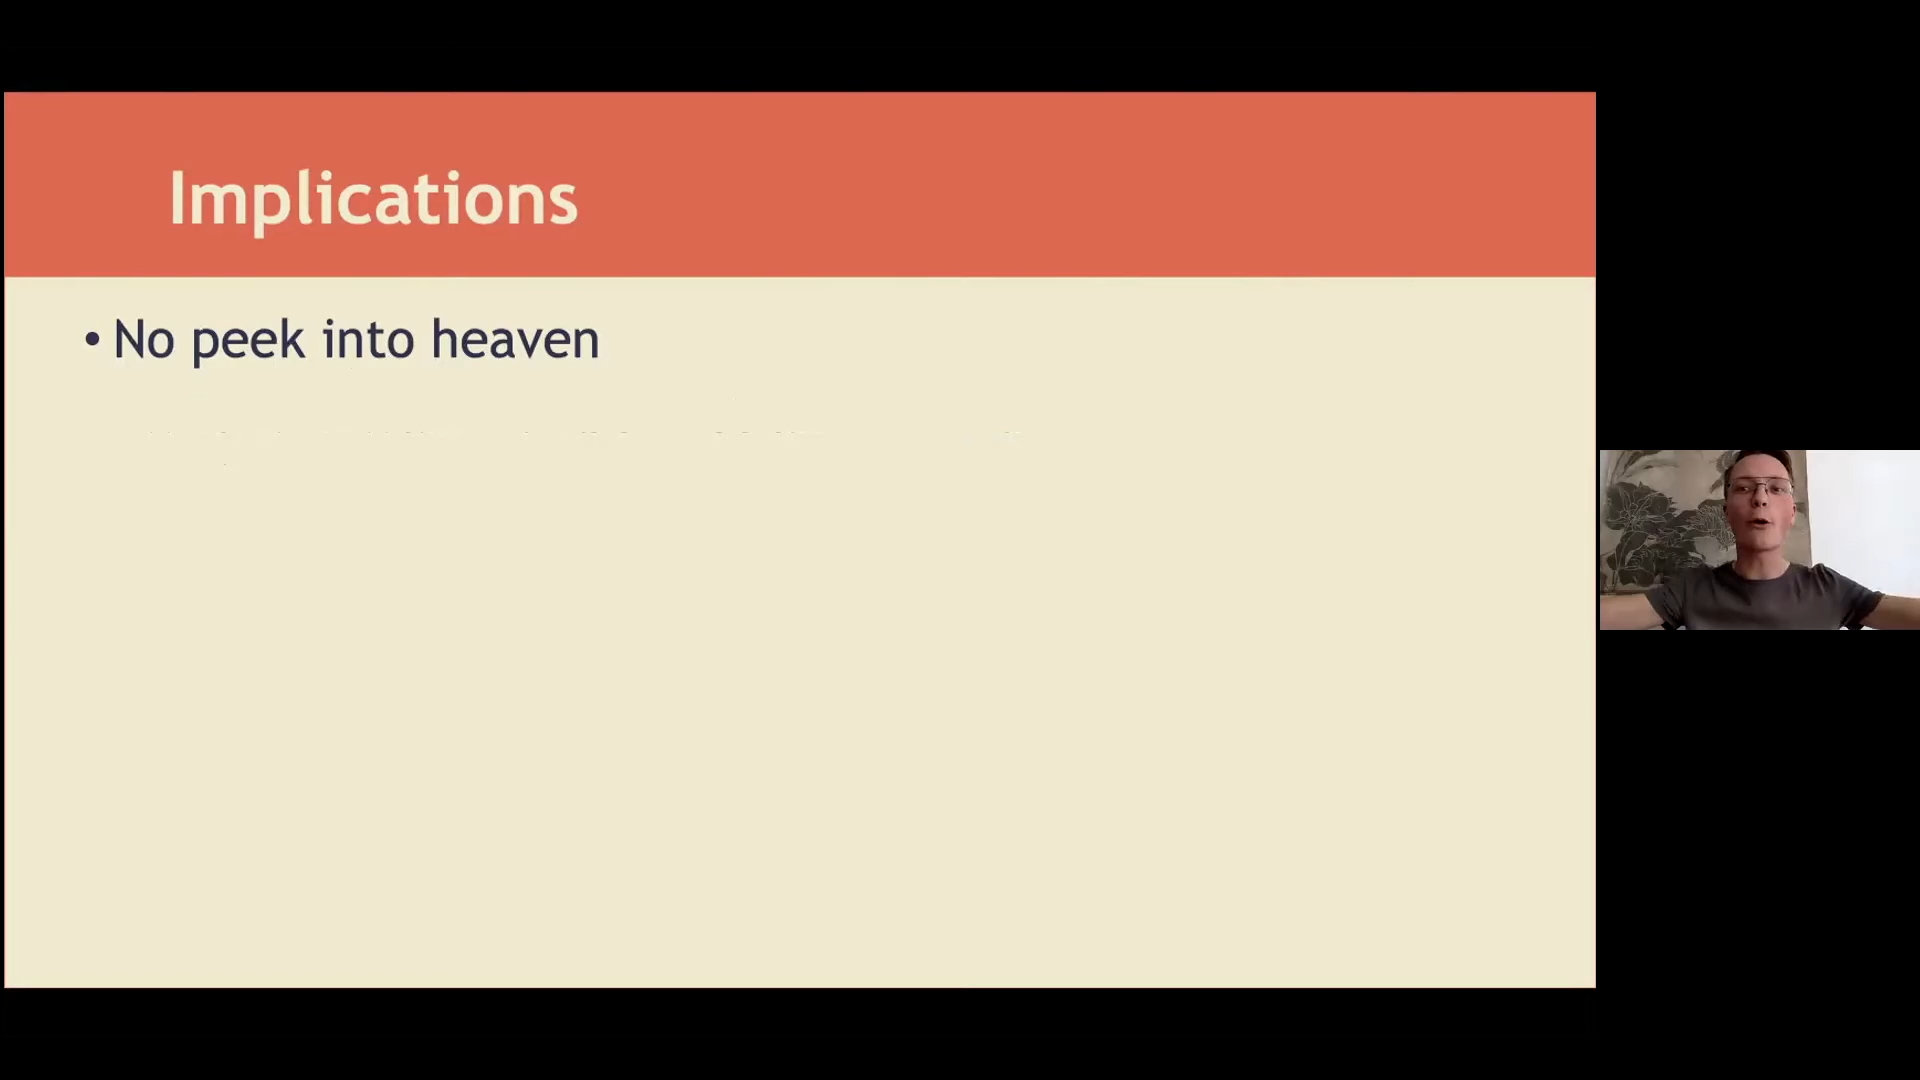 Implications
• No peek into heaven